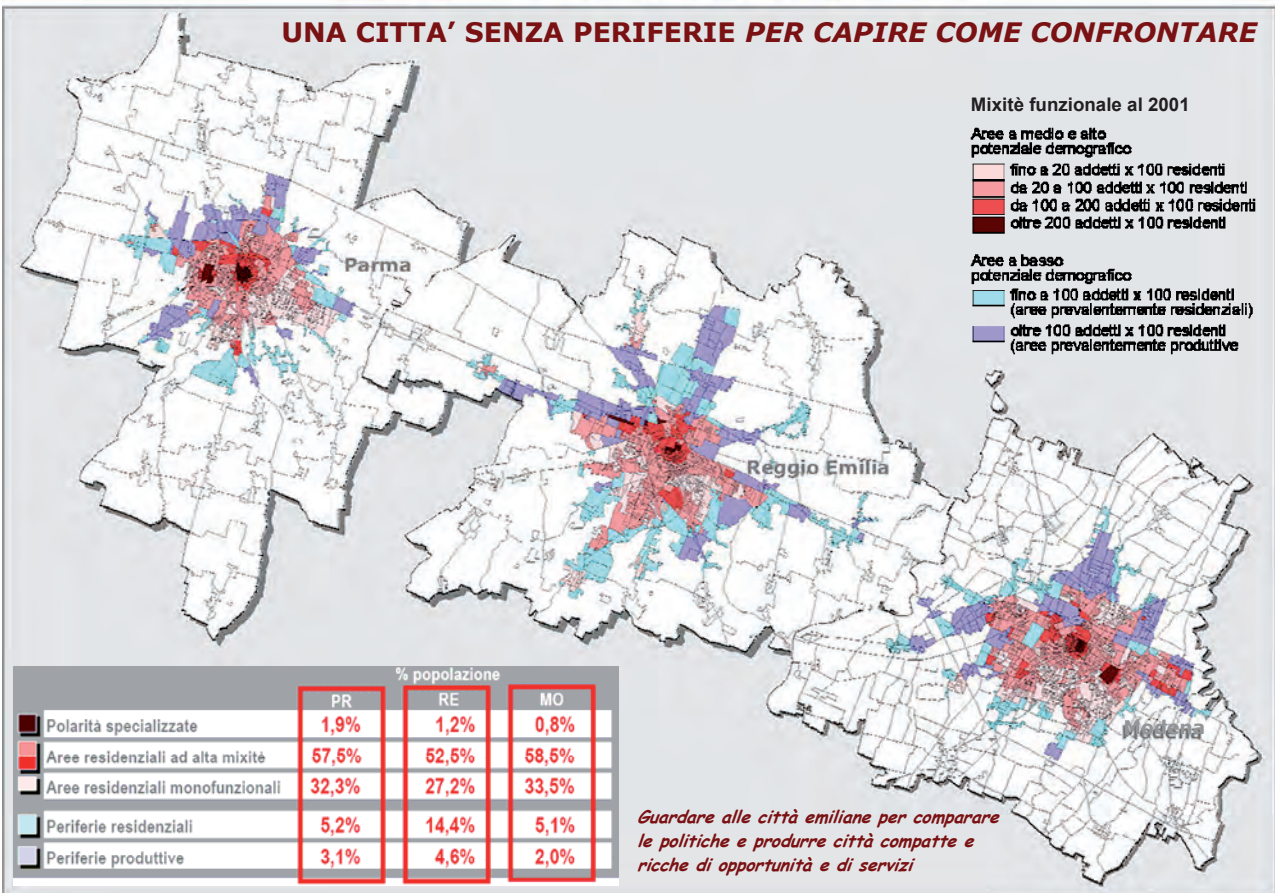 UNA CITTA' SENZA PERIFERIE PER CAPIRE COME CONFRONTARE
Mixitè funzionale al 2001
Aree a medio e alto
potenziale demografico
fino a 20 addetti x 100 residenti
da 20 a 100 addetti x 100 residenti
da 100 a 200 addetti x 100 residenti
oltre 200 addetti x 100 residenti
Aree a basso
potenziale demografico
fino a 100 addetti x 100 residenti
(aree prevalentemente residenziali)
oltre 100 addetti x 100 residenti
(aree prevalentemente produttive
Parma
Reggio Emilia
Modena
% popolazione
PR RE MO
Polarità specializzate 1,9% 1,2% 0,8%
Aree residenziali ad alta mixitè 57,5% 52,5% 58,5%
Aree residenziali monofunzionali 32,3% 27,2% 33,5%
Periferie residenziali 5,2% 14,4% 5,1%
Periferie produttive 3,1% 4,6% 2,0%
Guardare alle città emiliane per comparare
le politiche e produrre città compatte e
ricche di opportunità e di servizi